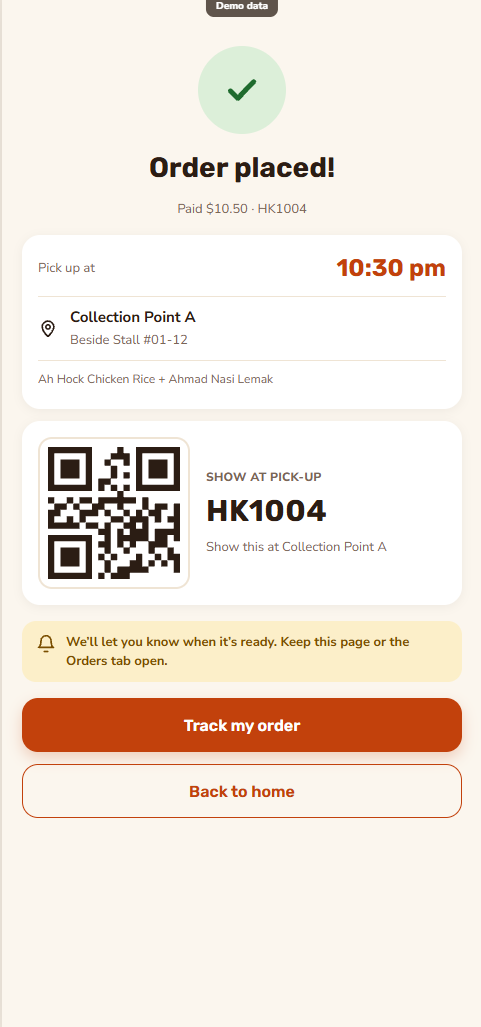 Demo data
Order placed!
Paid $10.50 · HK1004
Pick up at
10:30 pm
Collection Point A
Beside Stall #01-12
Ah Hock Chicken Rice + Ahmad Nasi Lemak
SHOW AT PICK-UP
HK1004
Show this at Collection Point A
We'll let you know when it's ready. Keep this page or the
Orders tab open.
Track my order
Back to home